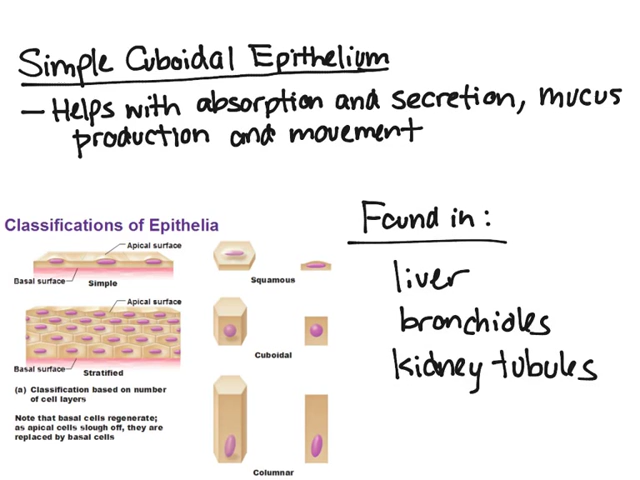 Simple Cuboidal Epithelium
— Helps with absorption and secretion, mucus
production and movement
Classifications of Epithelia
Apical surface
Basal surface
Simple
Apical surface
Basal surface
Stratified
(a) Classification based on number
of cell layers
Note that basal cells regenerate;
as apical cells slough off, they are
replaced by basal cells
Squamous
Cuboidal
Columnar
Found in:
liver
bronchioles
kidney tubules